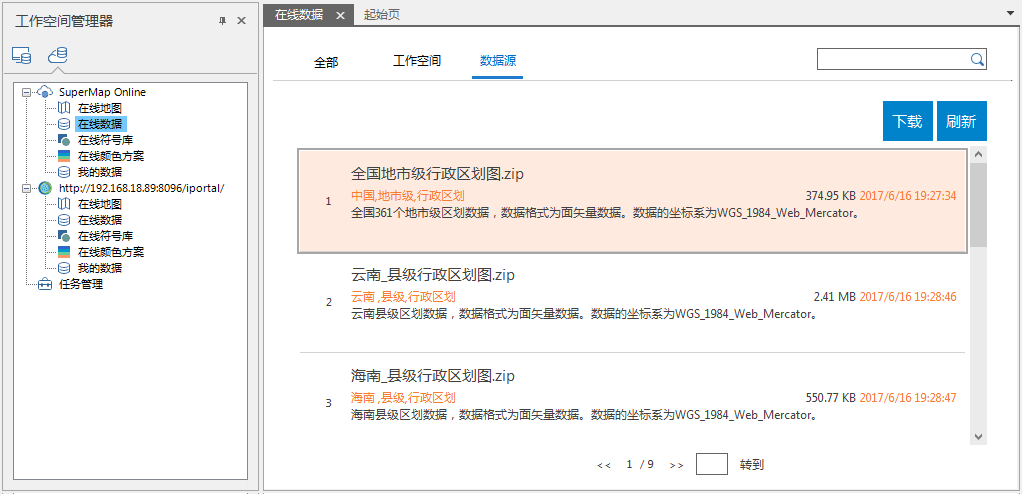 工作空间管理器
SuperMap Online
在线地图
在线数据
在线符号库
在线颜色方案
我的数据
http://192.168.18.89:8096/iportal/
在线地图
在线数据
在线符号库
在线颜色方案
我的数据
任务管理
在线数据 起始页
全部 工作空间 数据源
下载 刷新
全国地市级行政区划图.zip
1 中国,地市级,行政区划 374.95 KB 2017/6/16 19:27:34
全国361个地市级区划数据，数据格式为面矢量数据。数据的坐标系为WGS_1984_Web_Mercator。
云南_县级行政区划图.zip
2 云南 ,县级,行政区划 2.41 MB 2017/6/16 19:28:46
云南县级区划数据，数据格式为面矢量数据。数据的坐标系为WGS_1984_Web_Mercator。
海南_县级行政区划图.zip
3 海南 ,县级,行政区划 550.77 KB 2017/6/16 19:28:47
海南县级区划数据，数据格式为面矢量数据。数据的坐标系为WGS_1984_Web_Mercator。
<< 1 / 9 >> 转到